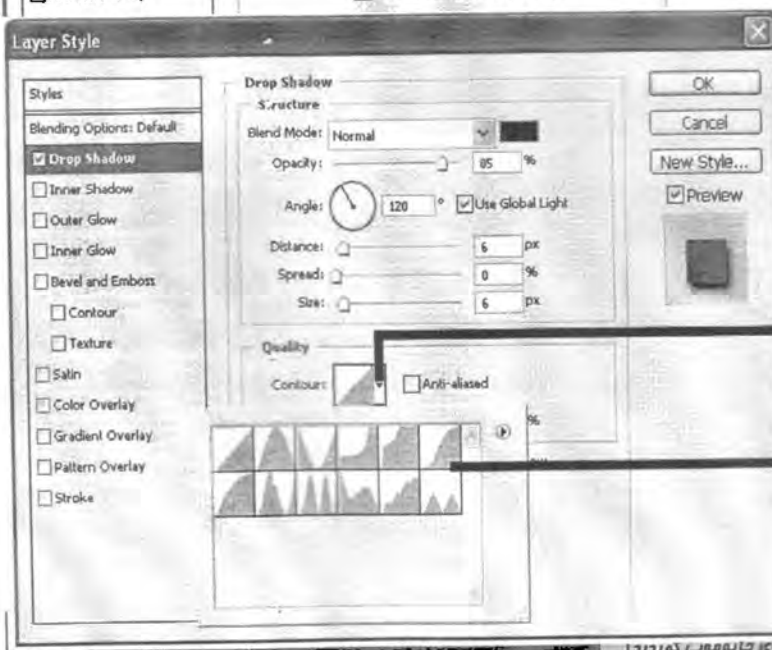 Layer Style
Styles
Blending Options: Default
Drop Shadow
Inner Shadow
Outer Glow
Inner Glow
Bevel and Emboss
Contour
Texture
Satin
Color Overlay
Gradient Overlay
Pattern Overlay
Stroke
Drop Shadow
Structure
Blend Mode: Normal
Opacity: 85 %
Angle: 120 ° Use Global Light
Distance: 6 px
Spread: 0 %
Size: 6 px
Quality
Contour: Anti-aliased
%
OK
Cancel
New Style...
Preview